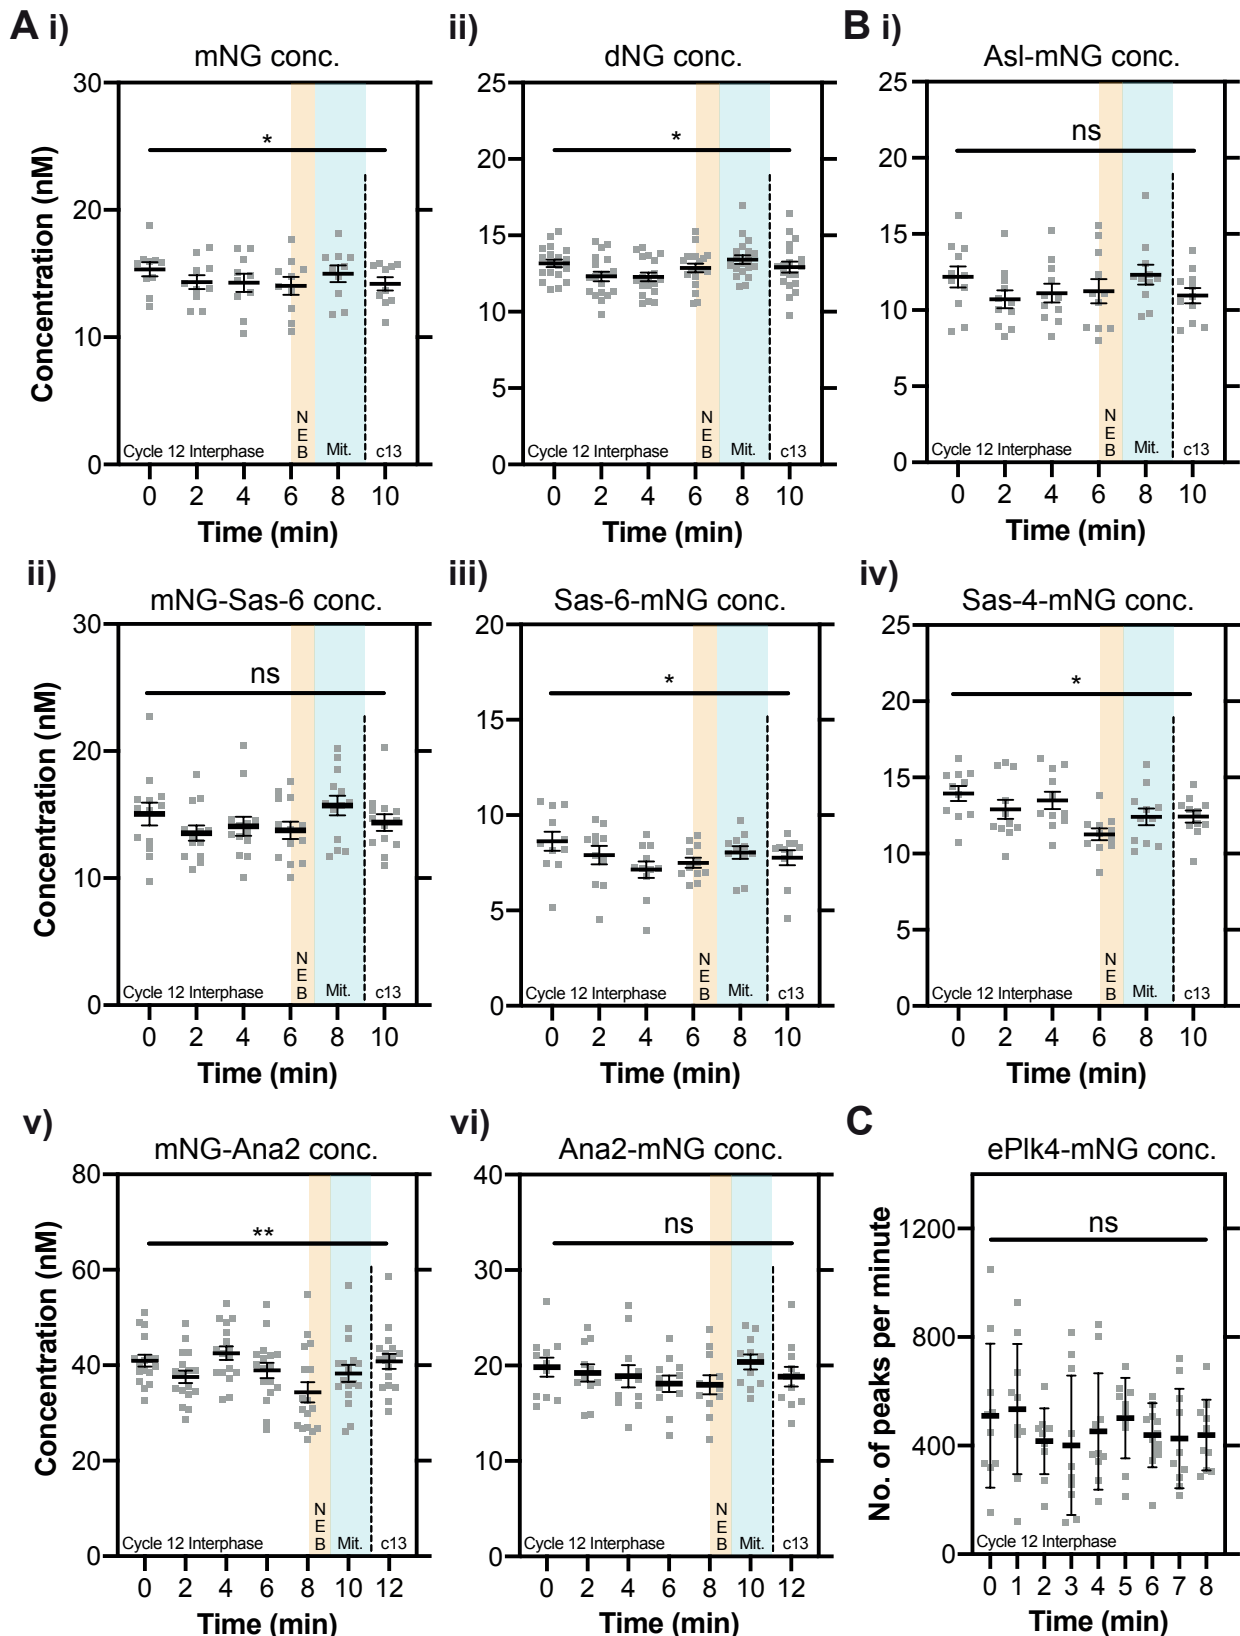 A i)
mNG conc.
30
20
10
0
Concentration (nM)
*
Cycle 12 Interphase
N
E
B
Mit.
c13
0 2 4 6 8 10
Time (min)
ii)
dNG conc.
25
20
15
10
5
0
*
Cycle 12 Interphase
N
E
B
Mit.
c13
0 2 4 6 8 10
Time (min)
B i)
Asl-mNG conc.
25
20
15
10
5
0
ns
Cycle 12 Interphase
N
E
B
Mit.
c13
0 2 4 6 8 10
Time (min)
ii)
mNG-Sas-6 conc.
30
20
10
0
Concentration (nM)
ns
Cycle 12 Interphase
N
E
B
Mit.
c13
0 2 4 6 8 10
Time (min)
iii)
Sas-6-mNG conc.
20
15
10
5
0
*
Cycle 12 Interphase
N
E
B
Mit.
c13
0 2 4 6 8 10
Time (min)
iv)
Sas-4-mNG conc.
25
20
15
10
5
0
*
Cycle 12 Interphase
N
E
B
Mit.
c13
0 2 4 6 8 10
Time (min)
v)
mNG-Ana2 conc.
80
60
40
20
0
Concentration (nM)
**
Cycle 12 Interphase
N
E
B
Mit.
c13
0 2 4 6 8 10 12
Time (min)
vi)
Ana2-mNG conc.
40
30
20
10
0
ns
Cycle 12 Interphase
N
E
B
Mit.
c13
0 2 4 6 8 10 12
Time (min)
C
ePlk4-mNG conc.
1200
800
400
0
No. of peaks per minute
ns
Cycle 12 Interphase
0 1 2 3 4 5 6 7 8
Time (min)